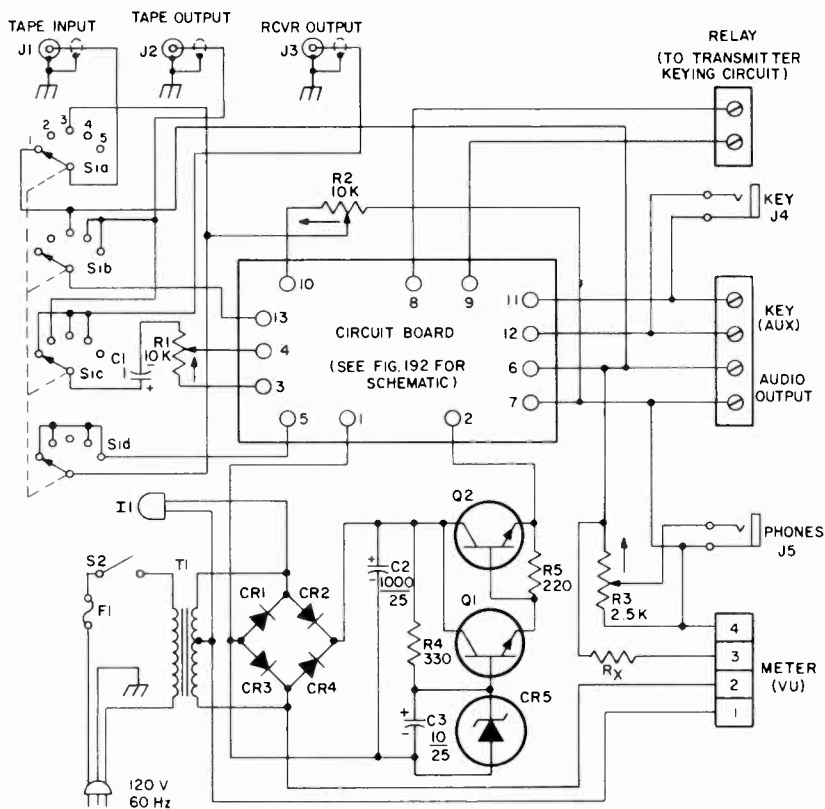 TAPE INPUT
TAPE OUTPUT
RCVR OUTPUT
J1
J2
J3
RELAY
(TO TRANSMITTER
KEYING CIRCUIT)
1
2
3
4
5
S1a
R2
10K
KEY
J4
S1b
10
8
9
11
12
6
7
13
4
3
5
1
2
CIRCUIT BOARD
(SEE FIG. 192 FOR
SCHEMATIC)
KEY
(AUX)
AUDIO
OUTPUT
R1
10K
C1
1
-
+
S1c
S1d
I1
S2
T1
F1
CR1
CR2
CR3
CR4
+
-
C2
1000
25
R4
330
+
-
C3
10
25
Q2
Q1
R5
220
CR5
PHONES
J5
R3
2.5K
RX
4
3
2
1
METER
(VU)
120 V
60 Hz